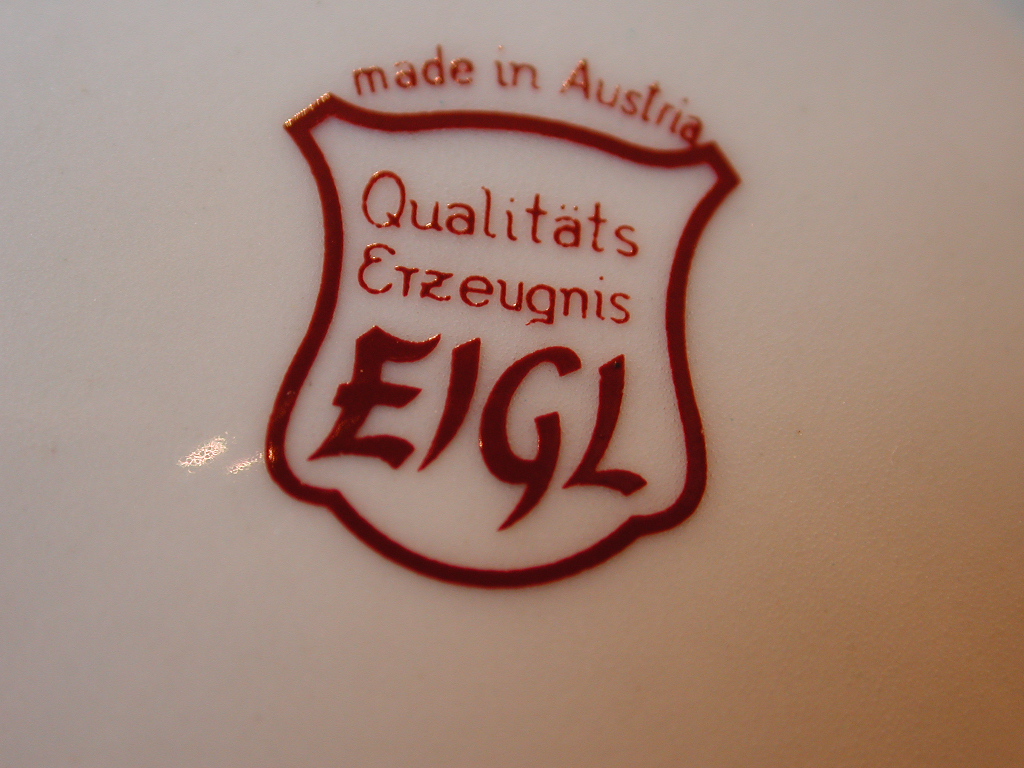 made in Austria
Qualitäts
Erzeugnis
EIGL